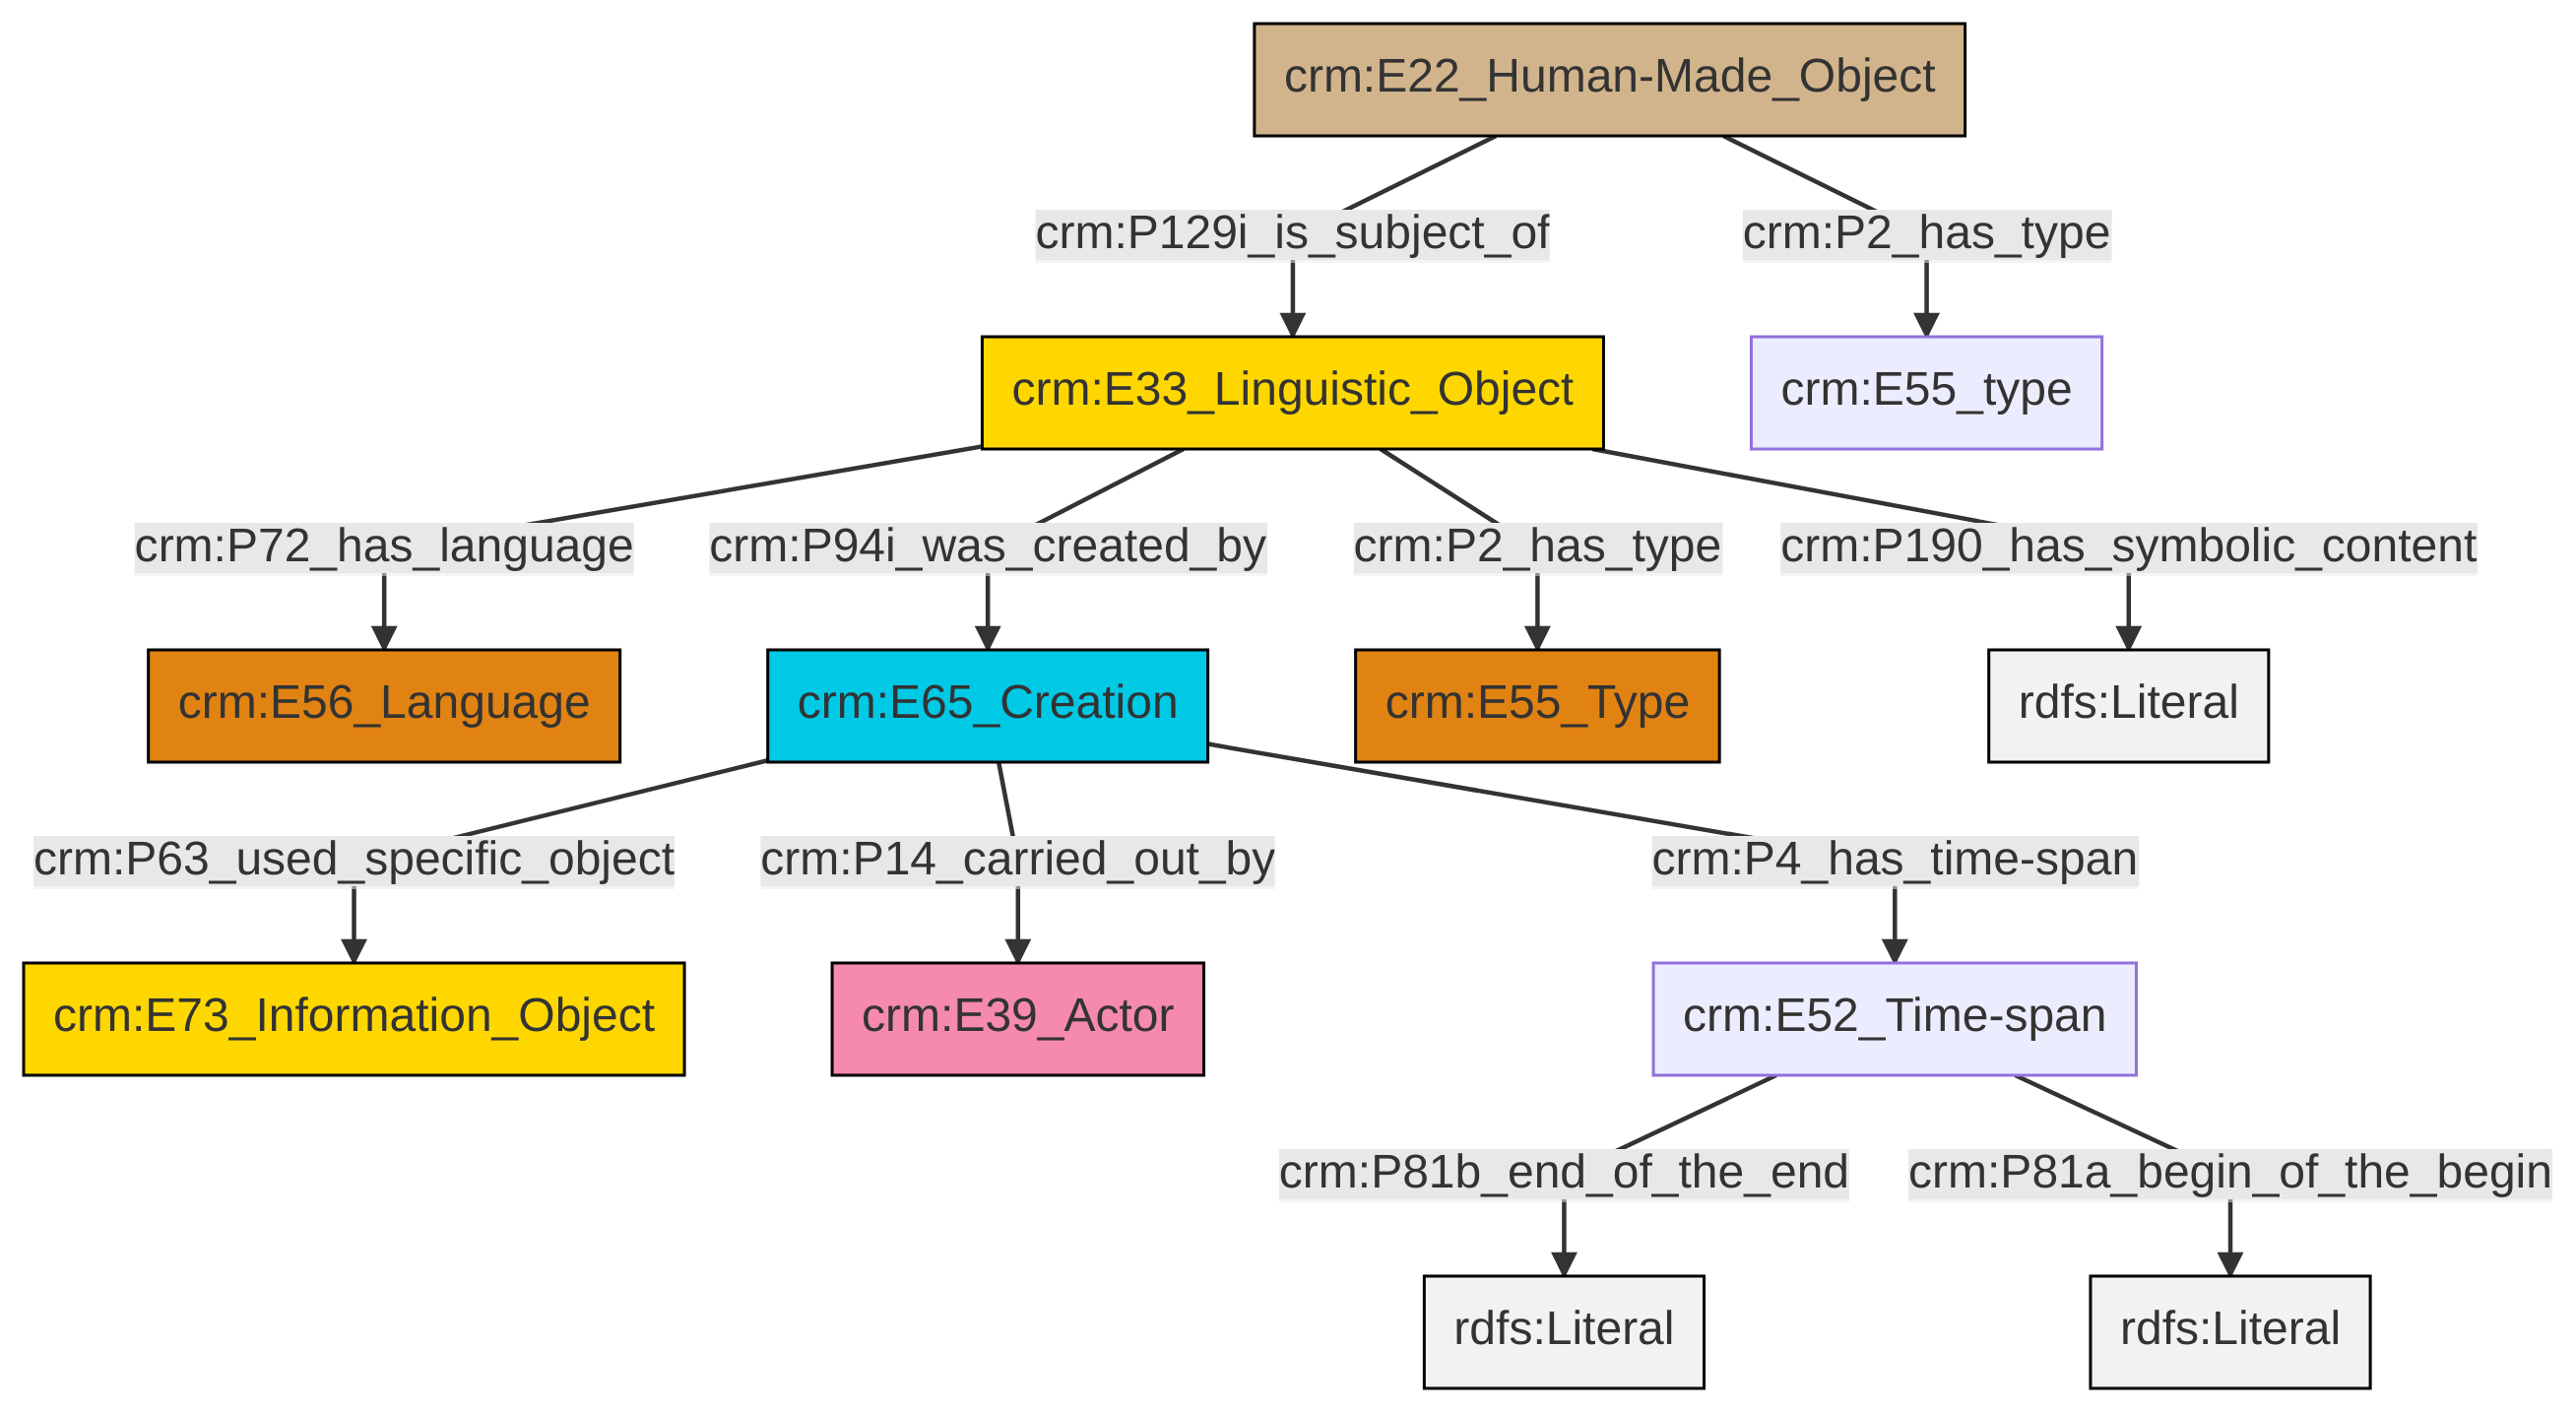 crm:E22_Human-Made_Object
crm:P129i_is_subject_of
crm:P2_has_type
crm:E33_Linguistic_Object
crm:E55_type
crm:P72_has_language
crm:P94i_was_created_by
crm:P2_has_type
crm:P190_has_symbolic_content
crm:E56_Language
crm:E65_Creation
crm:E55_Type
rdfs:Literal
crm:P63_used_specific_object
crm:P14_carried_out_by
crm:P4_has_time-span
crm:E73_Information_Object
crm:E39_Actor
crm:E52_Time-span
crm:P81b_end_of_the_end
crm:P81a_begin_of_the_begin
rdfs:Literal
rdfs:Literal